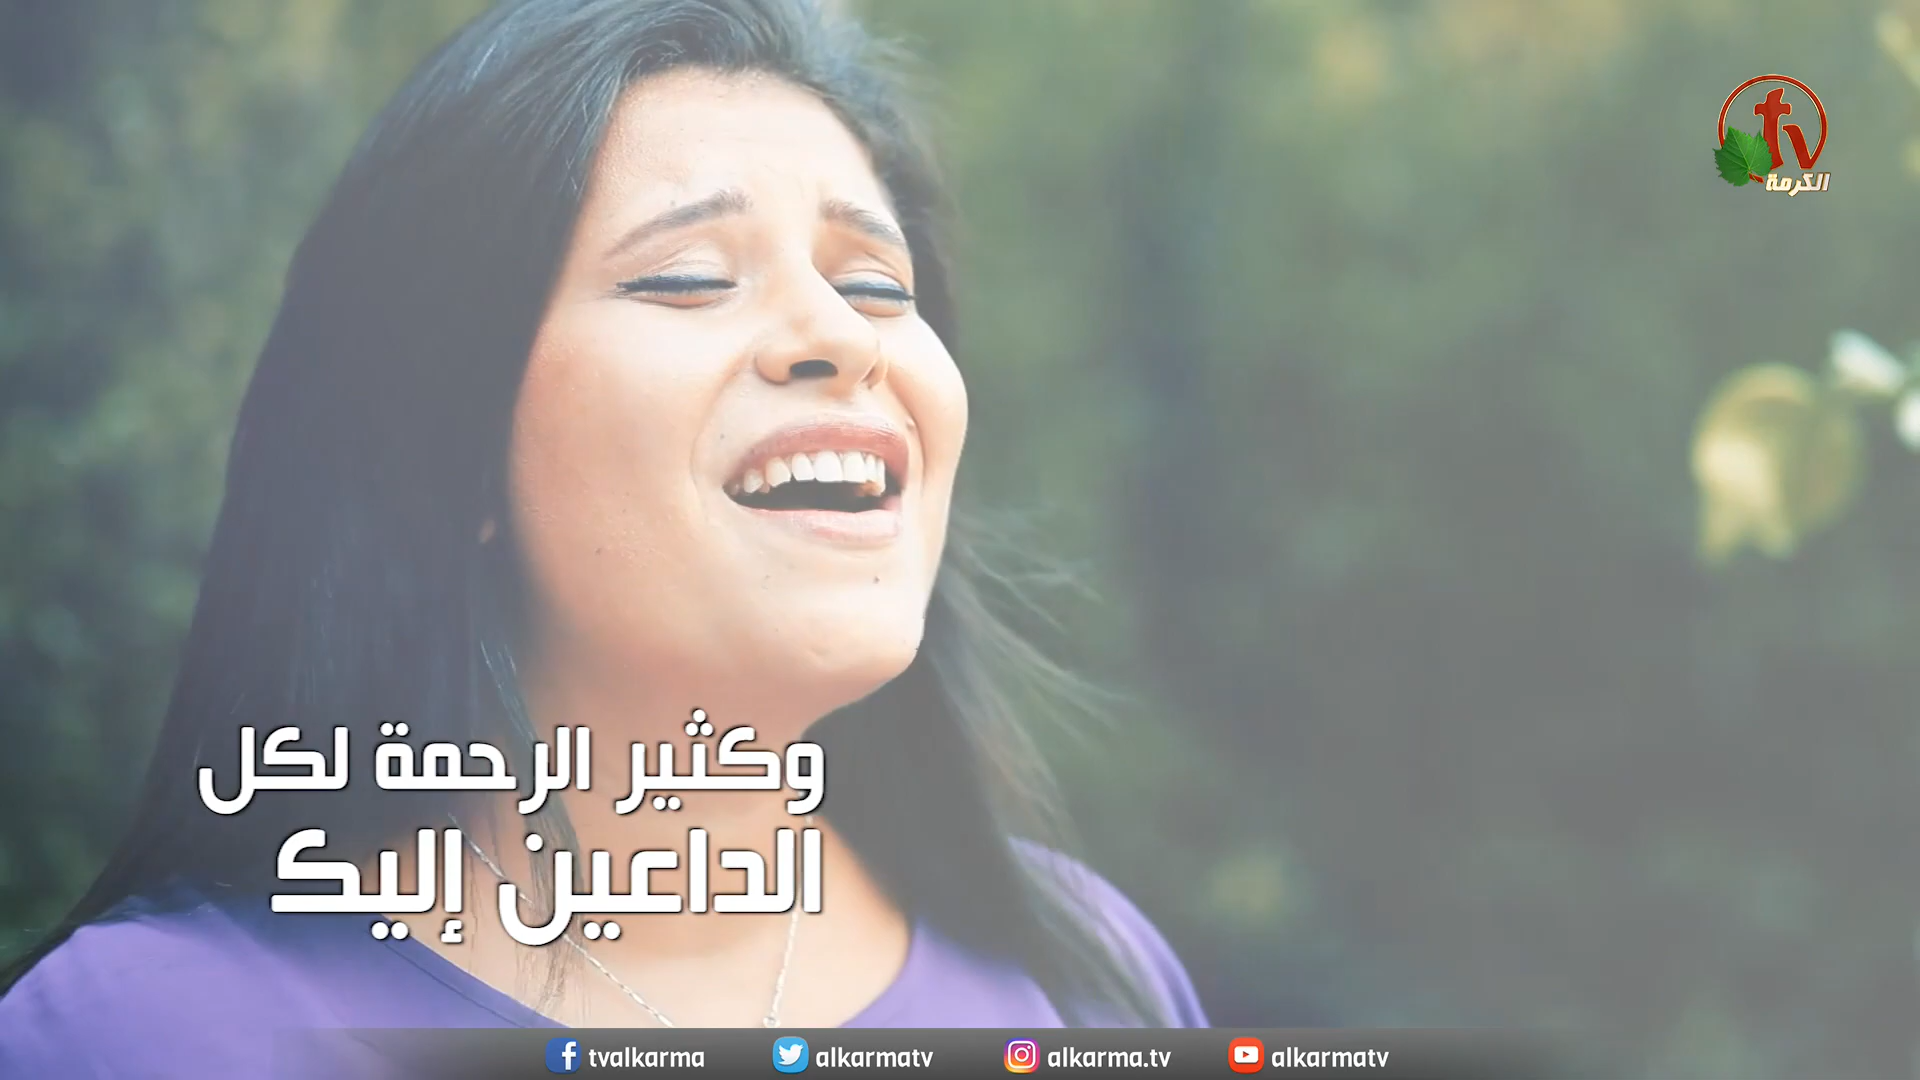 tv
الكرمة
وكثير الرحمة لكل
الداعين إليك
tvalkarma
alkarmatv
alkarma.tv
alkarmatv